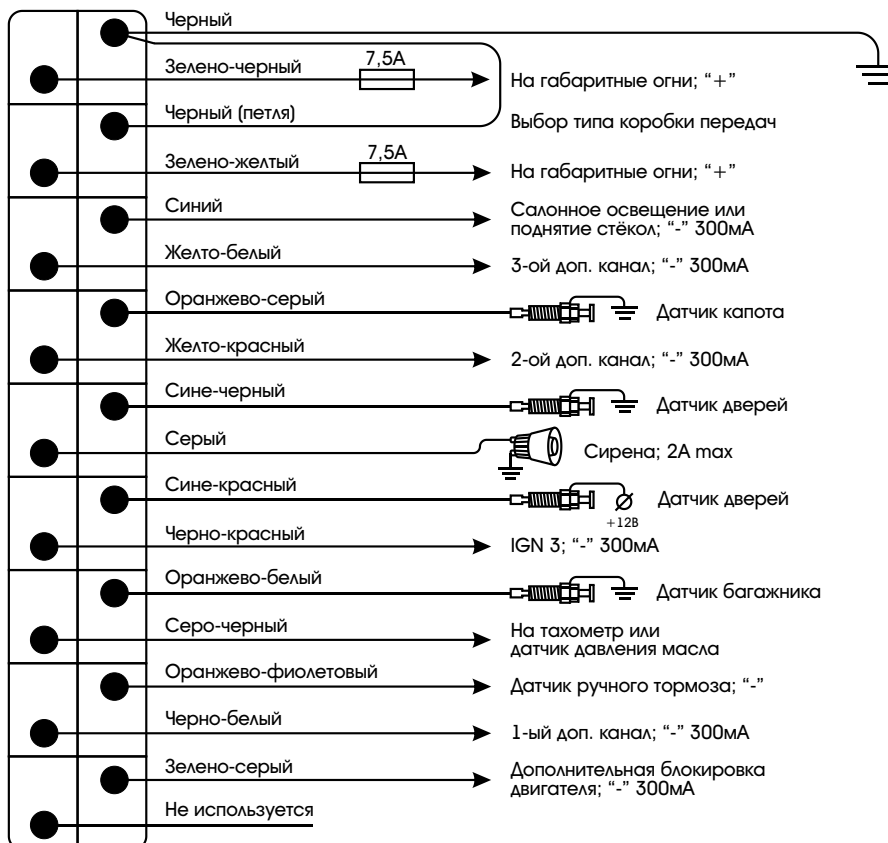 Черный
Зелено-черный
7,5А
На габаритные огни; “+”
Черный (петля)
Выбор типа коробки передач
Зелено-желтый
7,5А
На габаритные огни; “+”
Синий
Салонное освещение или
поднятие стёкол; “-” 300мА
Желто-белый
3-ой доп. канал; “-” 300мА
Оранжево-серый
Датчик капота
Желто-красный
2-ой доп. канал; “-” 300мА
Сине-черный
Датчик дверей
Серый
Сирена; 2А max
Сине-красный
Датчик дверей
+12В
Черно-красный
IGN 3; “-” 300мА
Оранжево-белый
Датчик багажника
Серо-черный
На тахометр или
датчик давления масла
Оранжево-фиолетовый
Датчик ручного тормоза; “-”
Черно-белый
1-ый доп. канал; “-” 300мА
Зелено-серый
Дополнительная блокировка
двигателя; “-” 300мА
Не используется